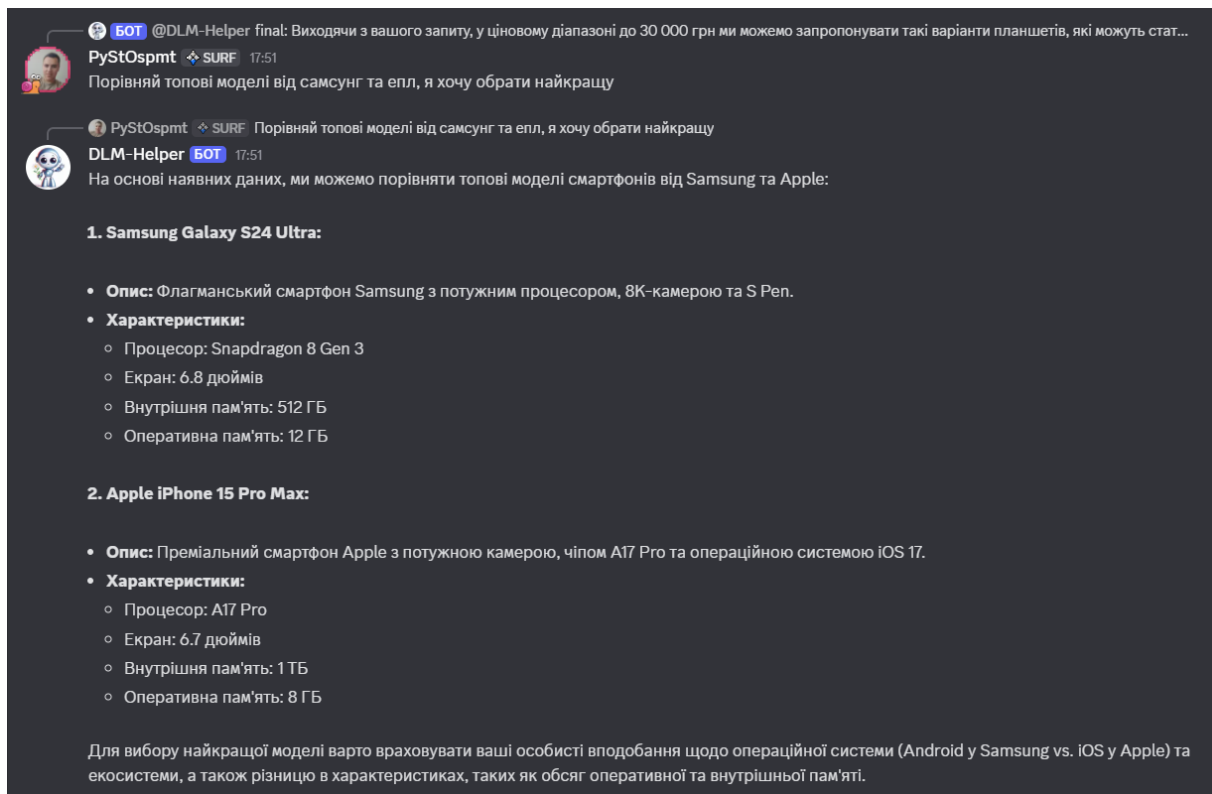 БОТ @DLM-Helper final: Виходячи з вашого запиту, у ціновому діапазоні до 30 000 грн ми можемо запропонувати такі варіанти планшетів, які можуть стат...
PyStOspmt SURF 17:51
Порівняй топові моделі від самсунг та епл, я хочу обрати найкращу
PyStOspmt SURF Порівняй топові моделі від самсунг та епл, я хочу обрати найкращу
DLM-Helper БОТ 17:51
На основі наявних даних, ми можемо порівняти топові моделі смартфонів від Samsung та Apple:
1. Samsung Galaxy S24 Ultra:
• Опис: Флагманський смартфон Samsung з потужним процесором, 8K-камерою та S Pen.
• Характеристики:
◦ Процесор: Snapdragon 8 Gen 3
◦ Екран: 6.8 дюймів
◦ Внутрішня пам'ять: 512 ГБ
◦ Оперативна пам'ять: 12 ГБ
2. Apple iPhone 15 Pro Max:
• Опис: Преміальний смартфон Apple з потужною камерою, чіпом A17 Pro та операційною системою iOS 17.
• Характеристики:
◦ Процесор: A17 Pro
◦ Екран: 6.7 дюймів
◦ Внутрішня пам'ять: 1 ТБ
◦ Оперативна пам'ять: 8 ГБ
Для вибору найкращої моделі варто враховувати ваші особисті вподобання щодо операційної системи (Android у Samsung vs. iOS у Apple) та
екосистеми, а також різницю в характеристиках, таких як обсяг оперативної та внутрішньої пам'яті.